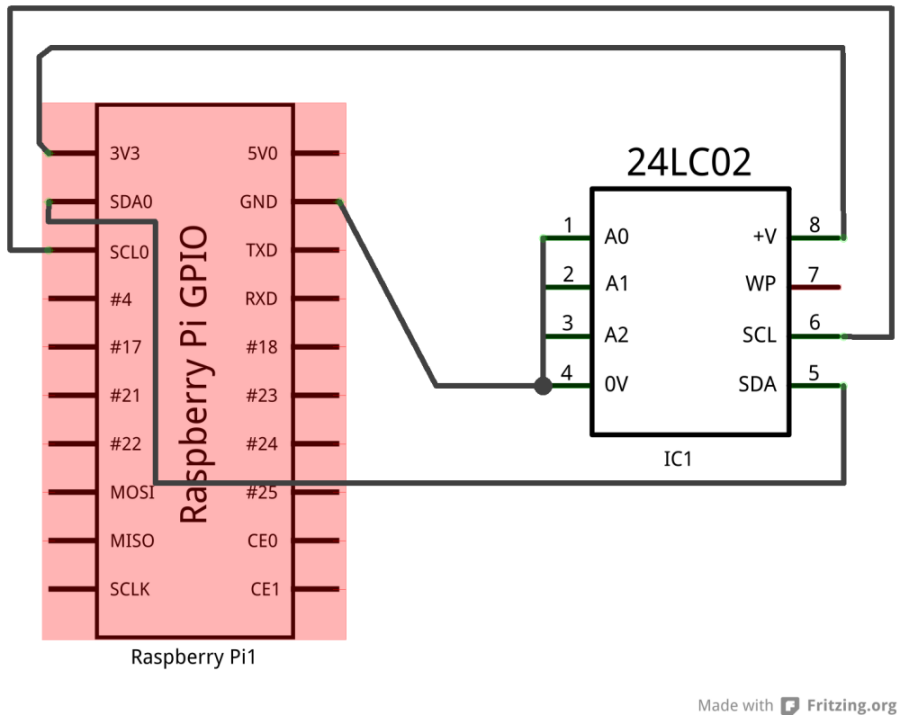 3V3
5V0
SDA0
GND
SCL0
TXD
#4
RXD
#17
#18
#21
#23
#22
#24
MOSI
#25
MISO
CE0
SCLK
CE1
Raspberry Pi GPIO
Raspberry Pi1
24LC02
1 A0
+V 8
2 A1
WP 7
3 A2
SCL 6
4 0V
SDA 5
IC1
Made with Fritzing.org